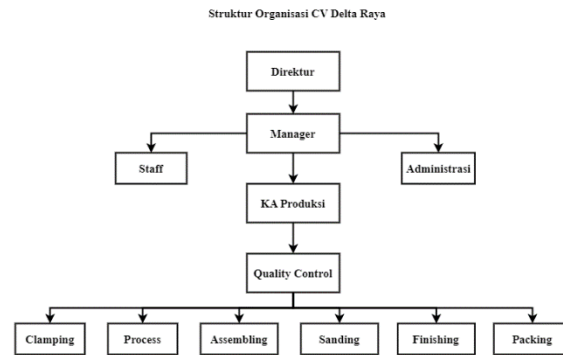 Struktur Organisasi CV Delta Raya
Direktur
Manager
Staff
Administrasi
KA Produksi
Quality Control
Clamping
Process
Assembling
Sanding
Finishing
Packing